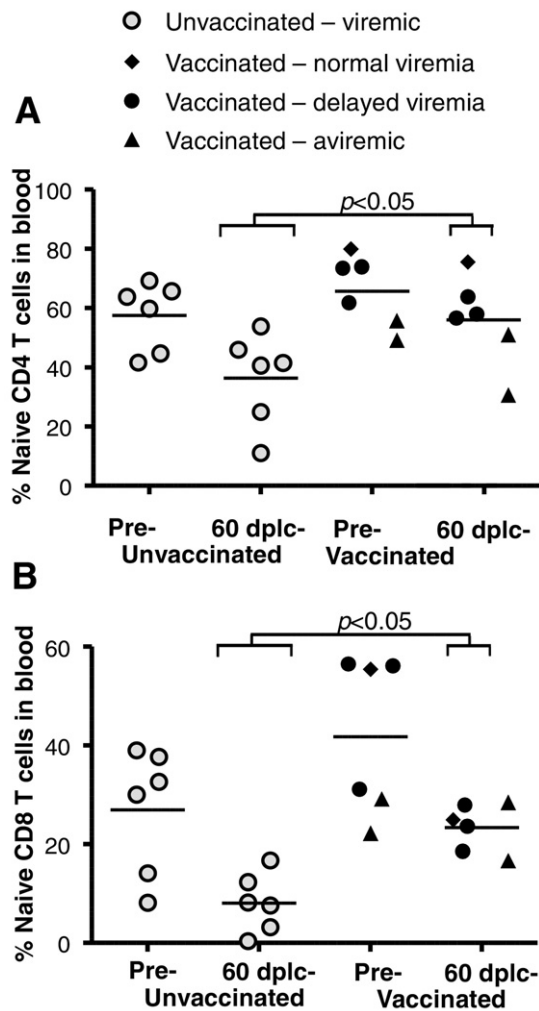 Unvaccinated – viremic
Vaccinated – normal viremia
Vaccinated – delayed viremia
Vaccinated – aviremic
A
% Naive CD4 T cells in blood
100
80
60
40
20
0
p<0.05
Pre- 60 dplc- Pre- 60 dplc-
Unvaccinated Vaccinated
B
% Naive CD8 T cells in blood
60
40
20
0
p<0.05
Pre- 60 dplc- Pre- 60 dplc-
Unvaccinated Vaccinated